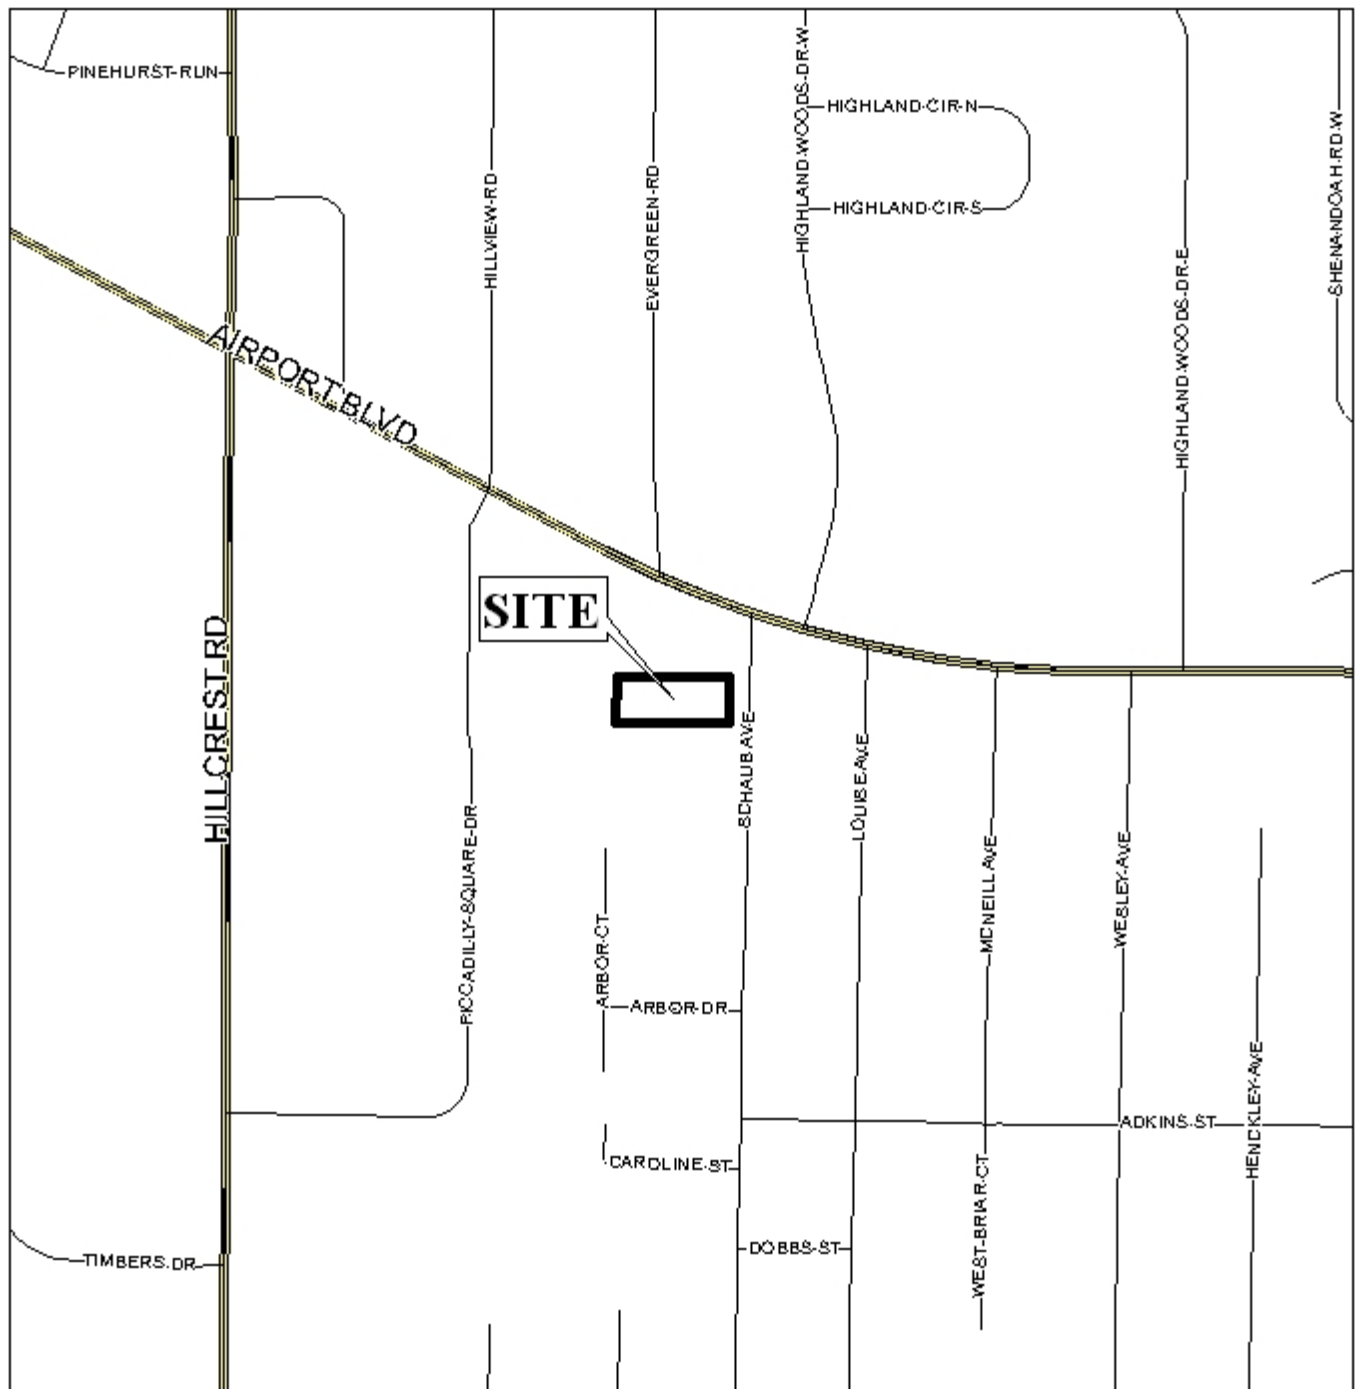 PINEHURST-RUN
HIGHLAND-WOODS-DR-W
HIGHLAND-CIR-N
HIGHLAND-CIR-S
SHENANDOAH-RD-W
HILLVIEW-RD
EVERGREEN-RD
HIGHLAND-WOODS-DR-E
AIRPORT BLVD
SITE
HILLCREST RD
SCHAUB AVE
LOUISE AVE
PICCADILLY-SQUARE-DR
MCNEILL AVE
WESLEY-AVE
ARBOR-CT
ARBOR-DR
HENCKLEY-AVE
ADKINS-ST
CAROLINE-ST
WEST-BRIAR-CT
DOBBS-ST
TIMBERS DR